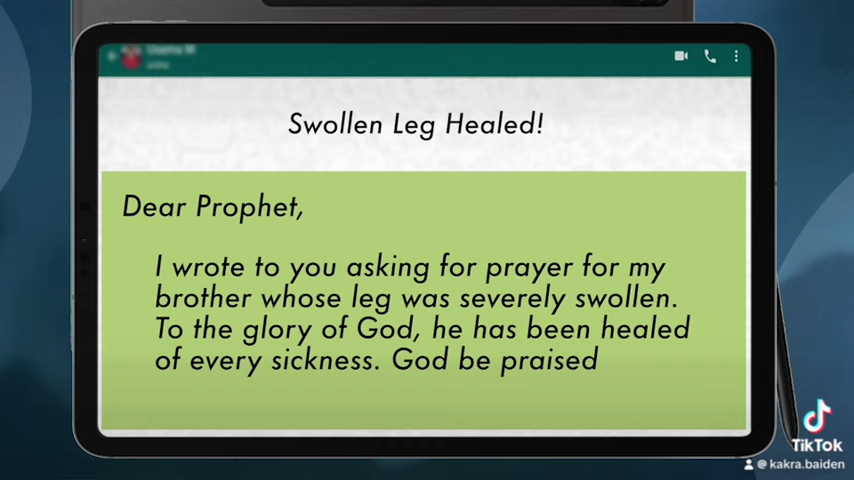 Swollen Leg Healed!
Dear Prophet,
I wrote to you asking for prayer for my
brother whose leg was severely swollen.
To the glory of God, he has been healed
of every sickness. God be praised
TikTok
@kakra.baiden